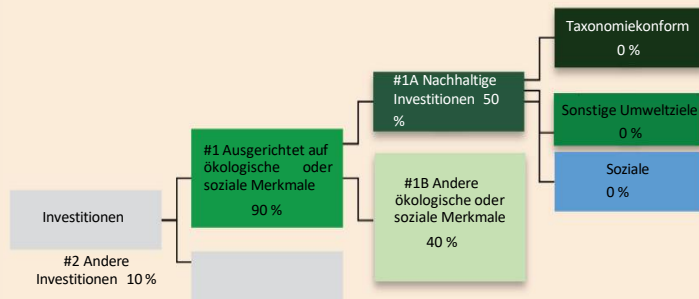 Taxonomiekonform
0 %
#1A Nachhaltige
Investitionen 50
%
Sonstige Umweltziele
0 %
#1 Ausgerichtet auf
ökologische oder
soziale Merkmale
90 %
Soziale
0 %
#1B Andere
ökologische oder
soziale Merkmale
40 %
Investitionen
#2 Andere
Investitionen 10 %